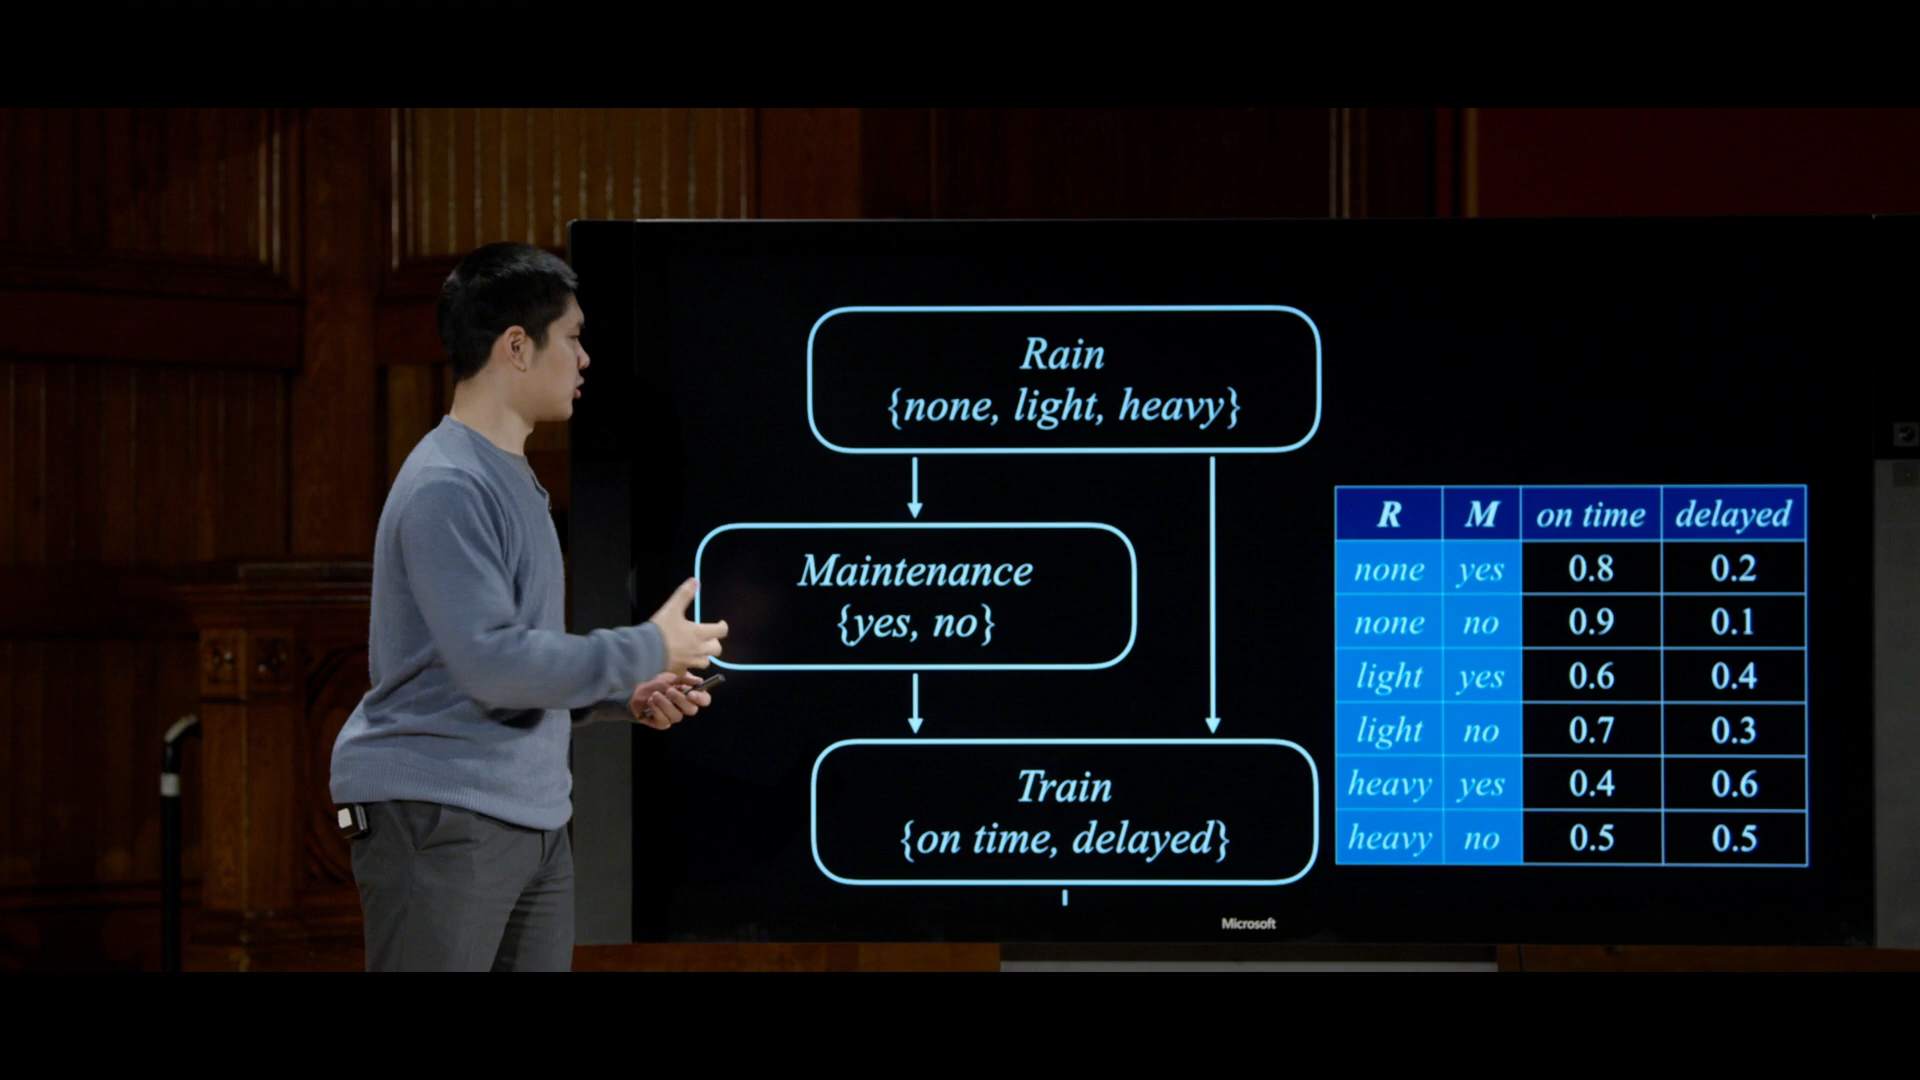 Rain
{none, light, heavy}
Maintenance
{yes, no}
Train
{on time, delayed}
R M on time delayed
none yes 0.8 0.2
none no 0.9 0.1
light yes 0.6 0.4
light no 0.7 0.3
heavy yes 0.4 0.6
heavy no 0.5 0.5
Microsoft